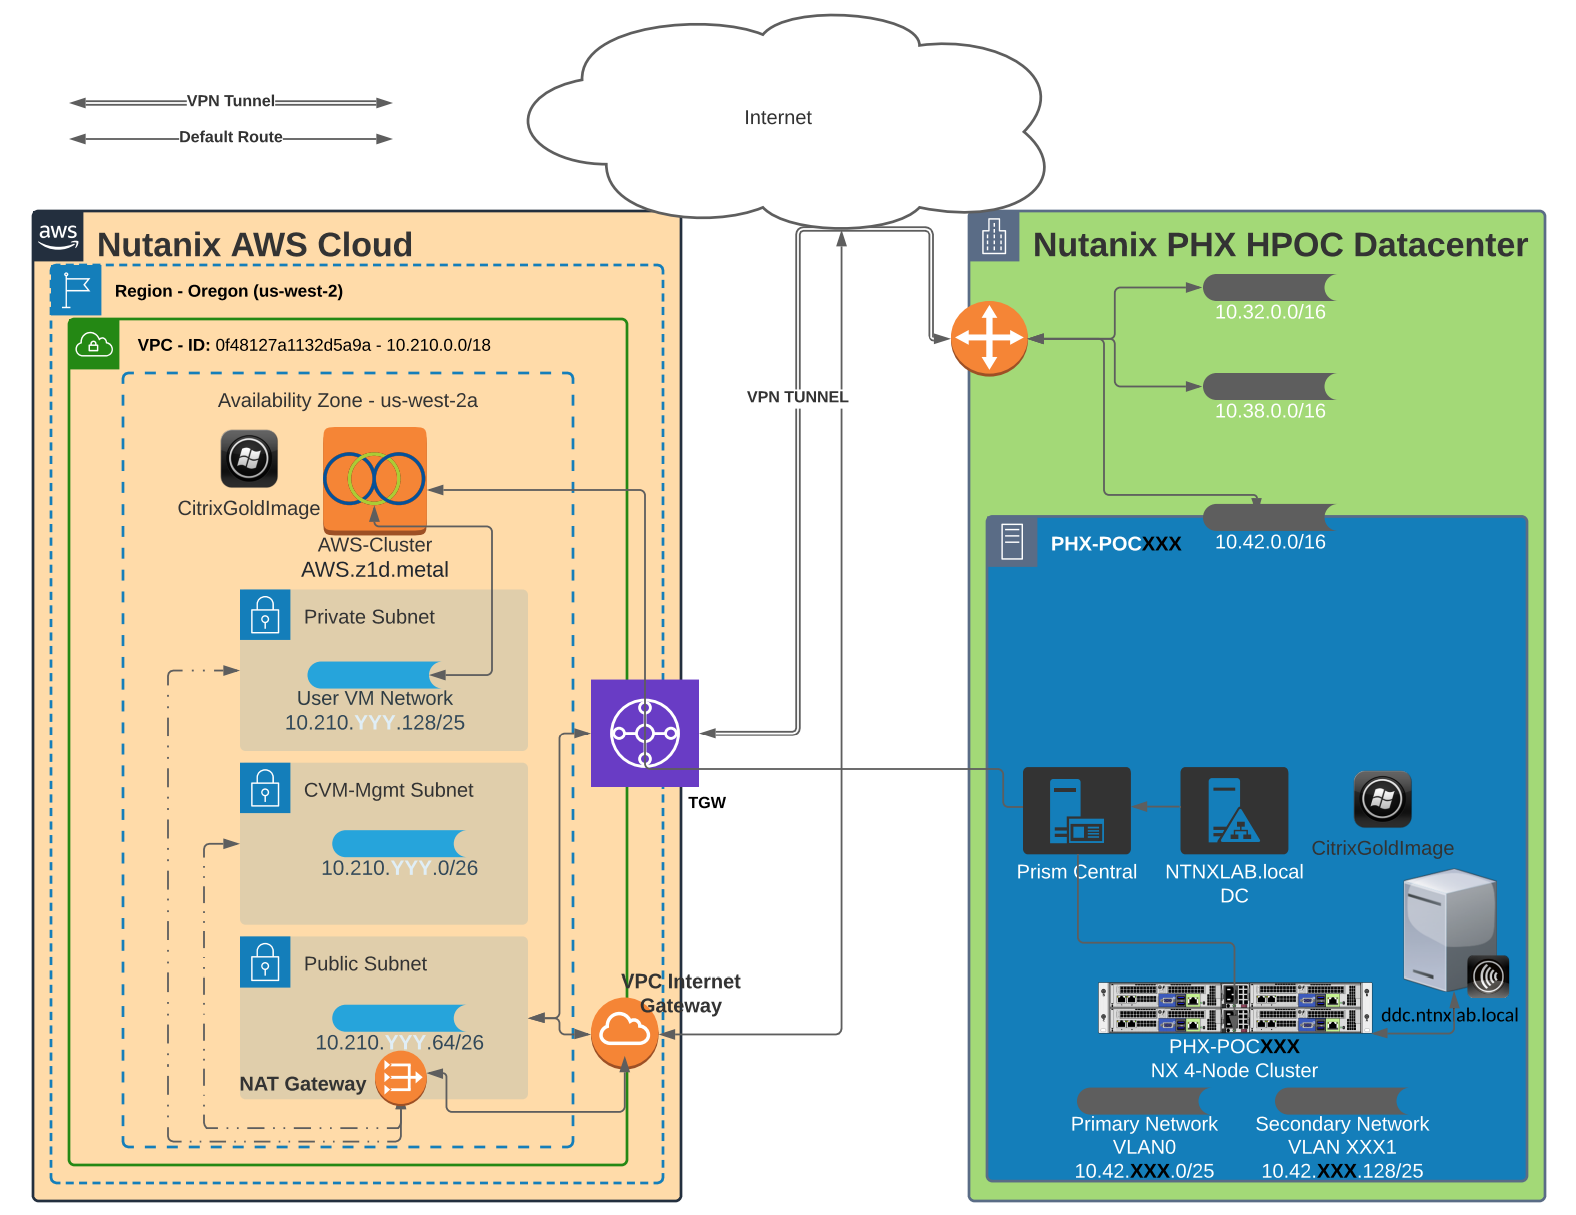 Internet
VPN Tunnel
Default Route
aws
Nutanix AWS Cloud
Region - Oregon (us-west-2)
VPC - ID: 0f48127a1132d5a9a - 10.210.0.0/18
Availability Zone - us-west-2a
CitrixGoldImage
AWS-Cluster
AWS.z1d.metal
Private Subnet
User VM Network
10.210.YYY.128/25
CVM-Mgmt Subnet
10.210.YYY.0/26
Public Subnet
10.210.YYY.64/26
NAT Gateway
TGW
VPC Internet
Gateway
VPN TUNNEL
Nutanix PHX HPOC Datacenter
10.32.0.0/16
10.38.0.0/16
10.42.0.0/16
PHX-POCXXX
Prism Central
NTNXLAB.local
DC
CitrixGoldImage
ddc.ntnxlab.local
PHX-POCXXX
NX 4-Node Cluster
Primary Network
VLAN0
10.42.XXX.0/25
Secondary Network
VLAN XXX1
10.42.XXX.128/25